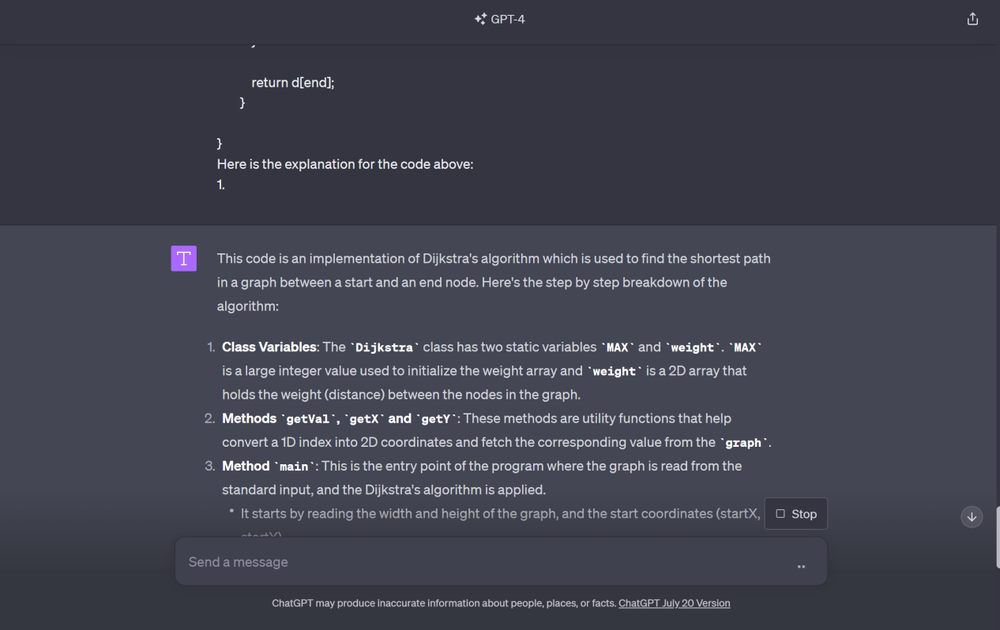 GPT-4
return d[end];
}
}
Here is the explanation for the code above:
1.
T
This code is an implementation of Dijkstra's algorithm which is used to find the shortest path
in a graph between a start and an end node. Here's the step by step breakdown of the
algorithm:
1. Class Variables: The `Dijkstra` class has two static variables `MAX` and `weight`. `MAX`
is a large integer value used to initialize the weight array and `weight` is a 2D array that
holds the weight (distance) between the nodes in the graph.
2. Methods `getVal`, `getX` and `getY`: These methods are utility functions that help
convert a 1D index into 2D coordinates and fetch the corresponding value from the `graph`.
3. Method `main`: This is the entry point of the program where the graph is read from the
standard input, and the Dijkstra's algorithm is applied.
• It starts by reading the width and height of the graph, and the start coordinates (startX,
startY)
Stop
Send a message
ChatGPT may produce inaccurate information about people, places, or facts. ChatGPT July 20 Version